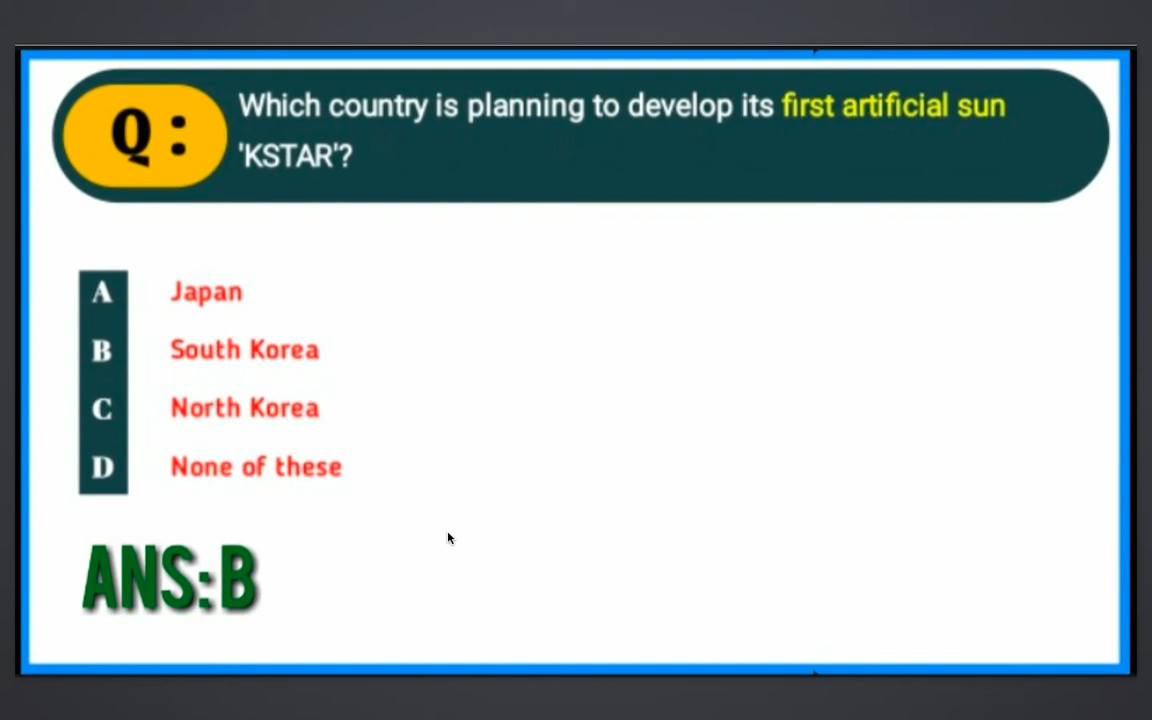 Q :
Which country is planning to develop its first artificial sun
'KSTAR'?
A Japan
B South Korea
C North Korea
D None of these
ANS:B